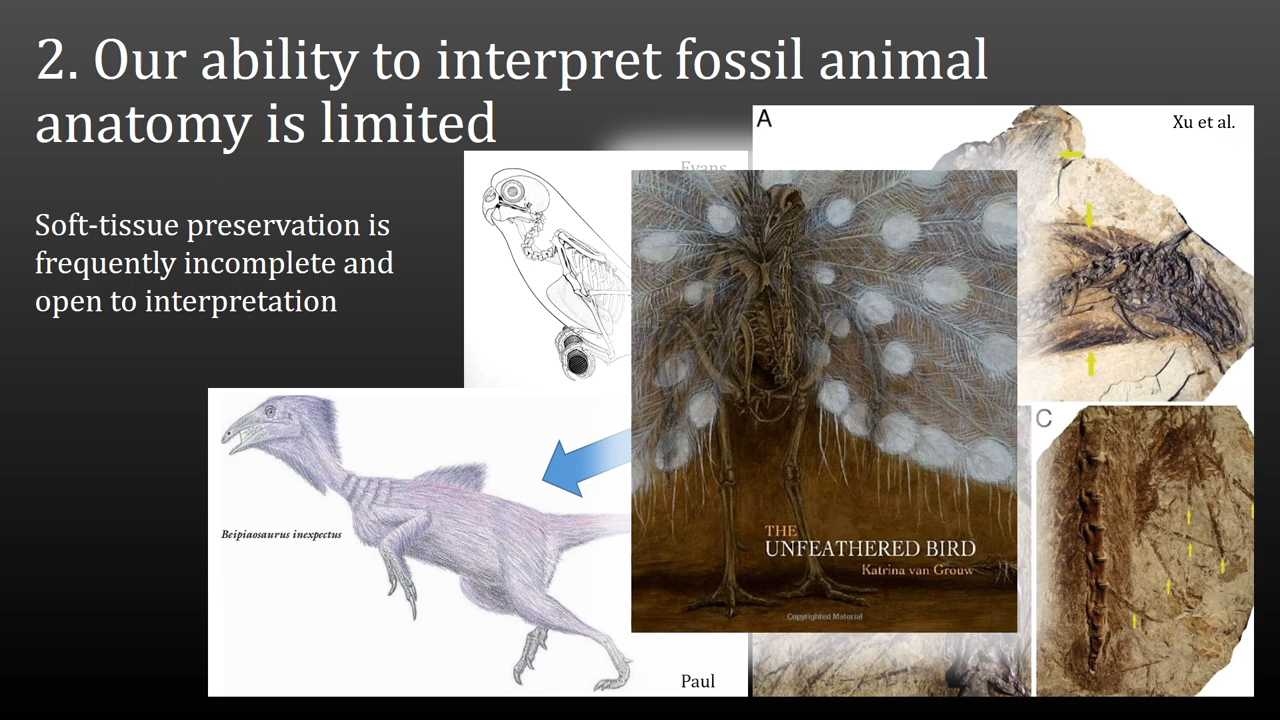 2. Our ability to interpret fossil animal
anatomy is limited
A
Xu et al.
Evans
Soft-tissue preservation is
frequently incomplete and
open to interpretation
C
Beipiaosaurus inexpectus
THE
UNFEATHERED BIRD
Katrina van Grouw
Copyrighted Material
Paul